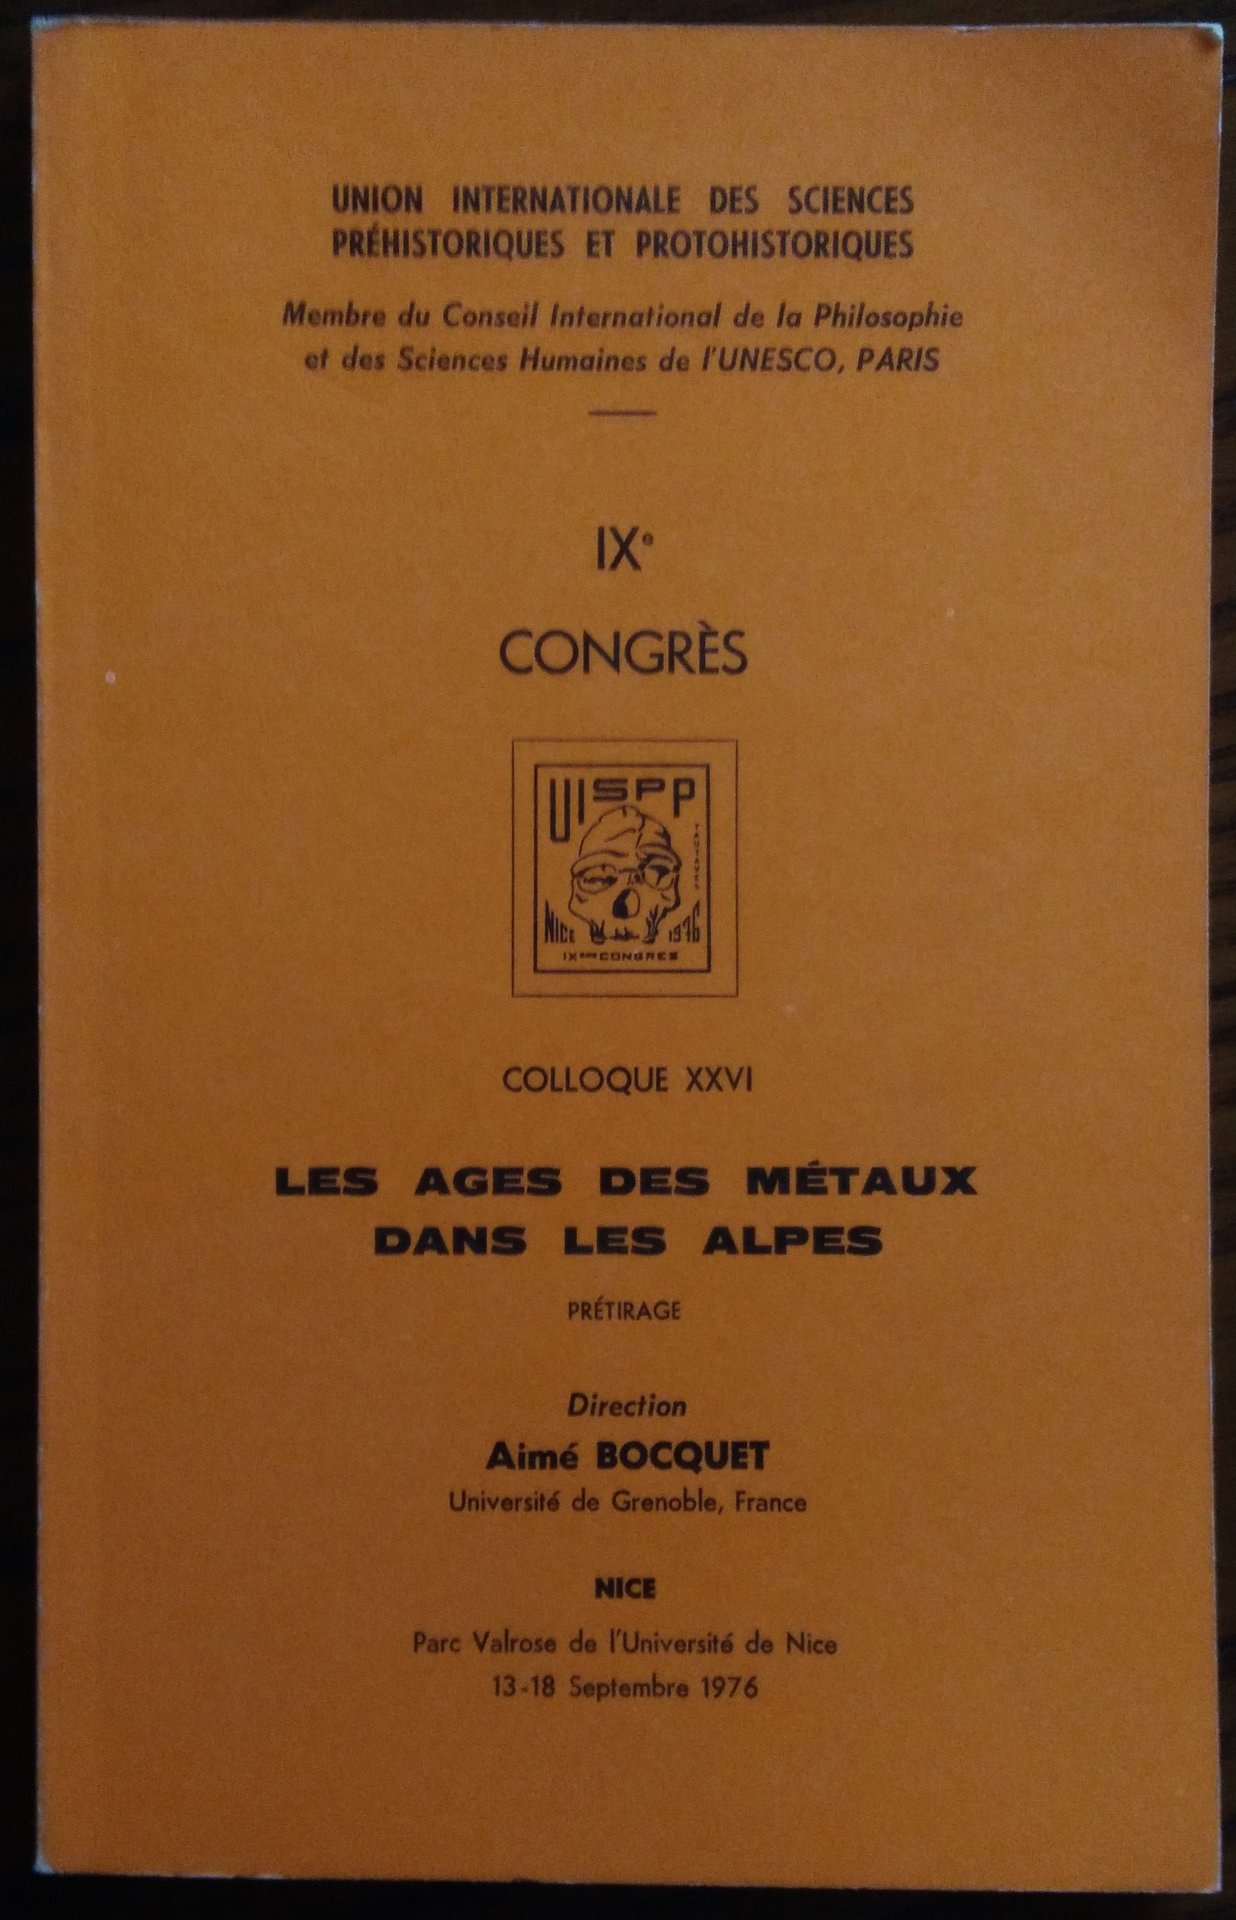 UNION INTERNATIONALE DES SCIENCES
PRÉHISTORIQUES ET PROTOHISTORIQUES
Membre du Conseil International de la Philosophie
et des Sciences Humaines de l'UNESCO, PARIS
IXe
CONGRÈS
UISPP
NICE 1976
IXème CONGRES
COLLOQUE XXVI
LES AGES DES MÉTAUX
DANS LES ALPES
PRÉTIRAGE
Direction
Aimé BOCQUET
Université de Grenoble, France
NICE
Parc Valrose de l'Université de Nice
13-18 Septembre 1976